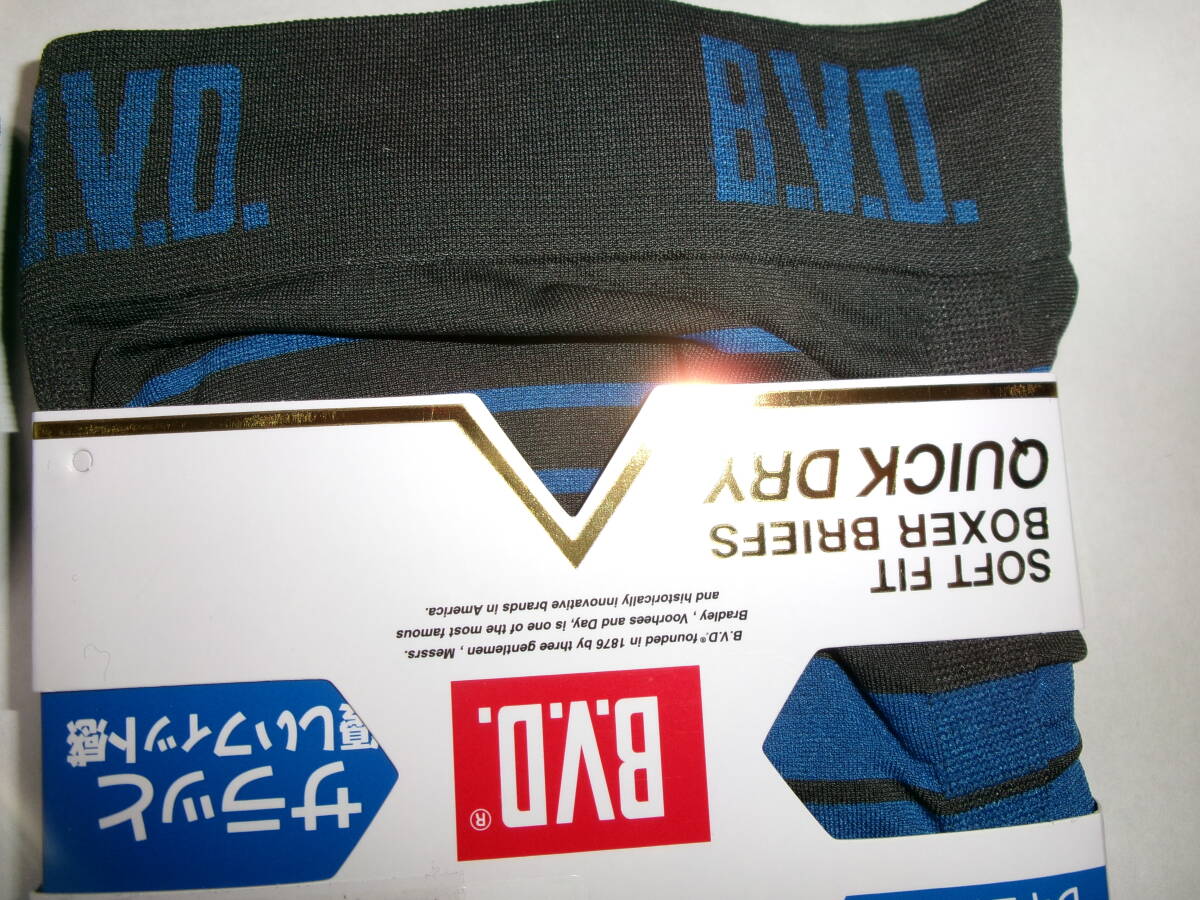 .V.D.
B.V.D.
B.V.D.®
B.V.D.® founded in 1876 by three gentlemen , Messrs.
Bradley , Voorhees and Day, is one of the most famous
and historically innovative brands in America.
SOFT FIT
BOXER BRIEFS
QUICK DRY
サラッと
優しいフィット感